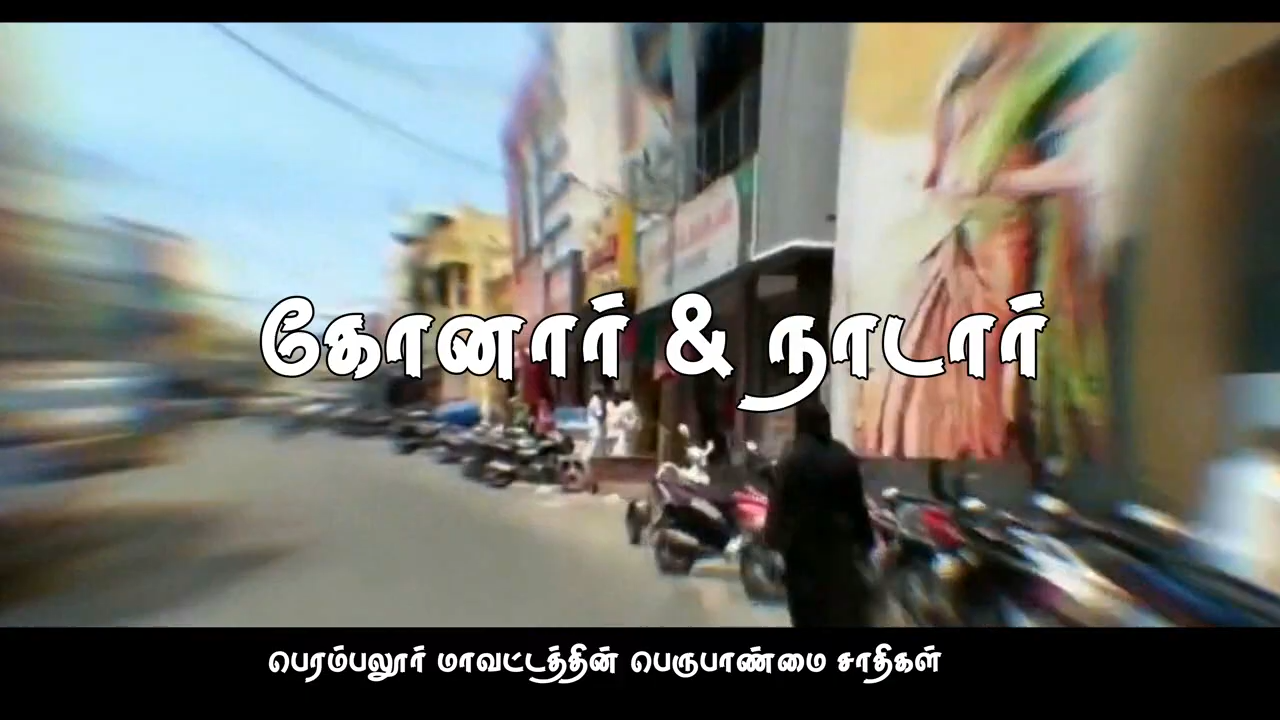 கோனார் & நாடார்
பெரம்பலூர் மாவட்டத்தின் பெருபாண்மை சாதிகள்